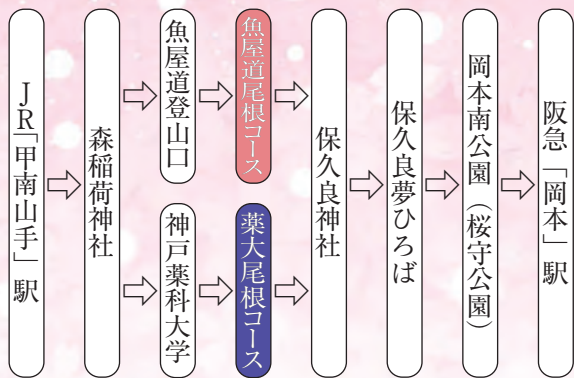 JR「甲南山手」駅
森稲荷神社
魚屋道登山口
魚屋道尾根コース
神戸薬科大学
薬大尾根コース
保久良神社
保久良夢ひろば
岡本南公園(桜守公園)
阪急「岡本」駅